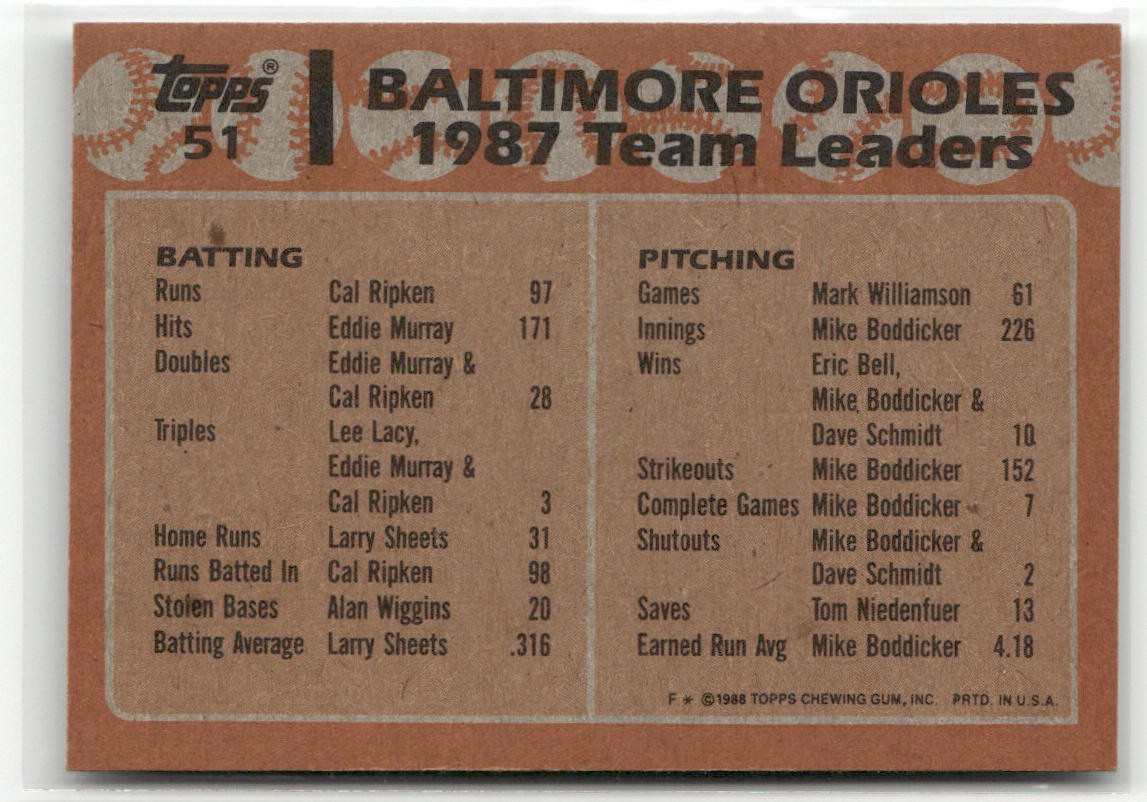 topps®
51
BALTIMORE ORIOLES
1987 Team Leaders
BATTING
Runs Cal Ripken 97
Hits Eddie Murray 171
Doubles Eddie Murray &
Cal Ripken 28
Triples Lee Lacy,
Eddie Murray &
Cal Ripken 3
Home Runs Larry Sheets 31
Runs Batted In Cal Ripken 98
Stolen Bases Alan Wiggins 20
Batting Average Larry Sheets .316
PITCHING
Games Mark Williamson 61
Innings Mike Boddicker 226
Wins Eric Bell,
Mike Boddicker &
Dave Schmidt 10
Strikeouts Mike Boddicker 152
Complete Games Mike Boddicker 7
Shutouts Mike Boddicker &
Dave Schmidt 2
Saves Tom Niedenfuer 13
Earned Run Avg Mike Boddicker 4.18
F * ©1988 TOPPS CHEWING GUM, INC. PRTD. IN U.S.A.